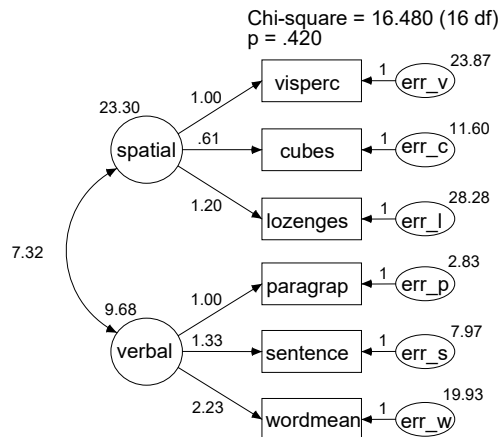 Chi-square = 16.480 (16 df)
p = .420
23.87
1
visperc
err_v
1.00
23.30
11.60
.61
1
spatial
cubes
err_c
28.28
1.20
1
lozenges
err_l
7.32
2.83
1
9.68
1.00
paragrap
err_p
7.97
1.33
1
verbal
sentence
err_s
19.93
2.23
1
wordmean
err_w